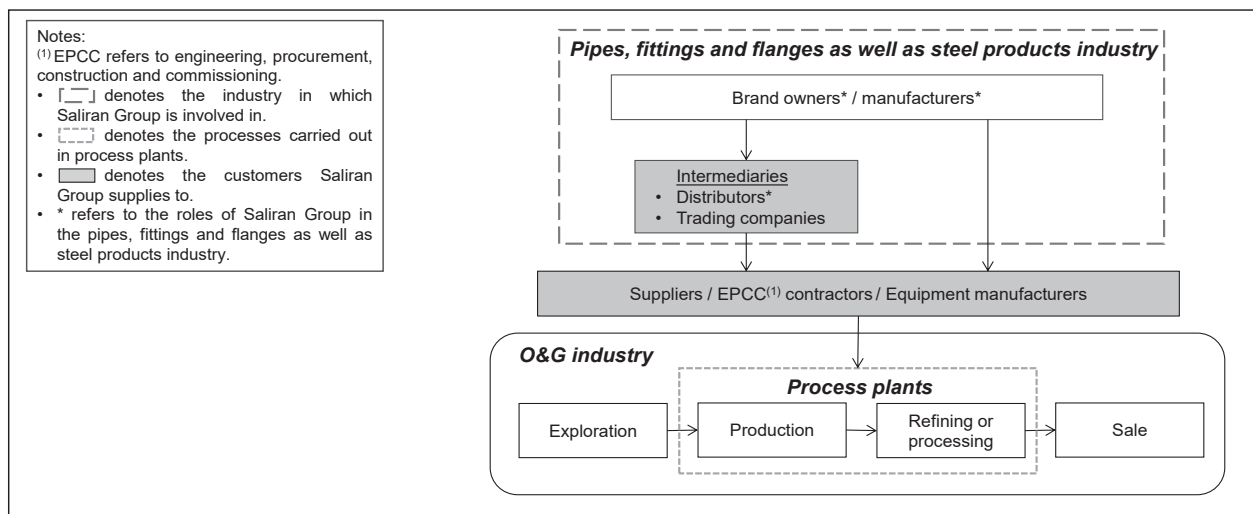 Notes:
(1) EPCC refers to engineering, procurement,
construction and commissioning.
• denotes the industry in which
Saliran Group is involved in.
• denotes the processes carried out
in process plants.
• denotes the customers Saliran
Group supplies to.
• * refers to the roles of Saliran Group in
the pipes, fittings and flanges as well as
steel products industry.
Pipes, fittings and flanges as well as steel products industry
Brand owners* / manufacturers*
Intermediaries
• Distributors*
• Trading companies
Suppliers / EPCC(1) contractors / Equipment manufacturers
O&G industry
Process plants
Exploration
Production
Refining or
processing
Sale